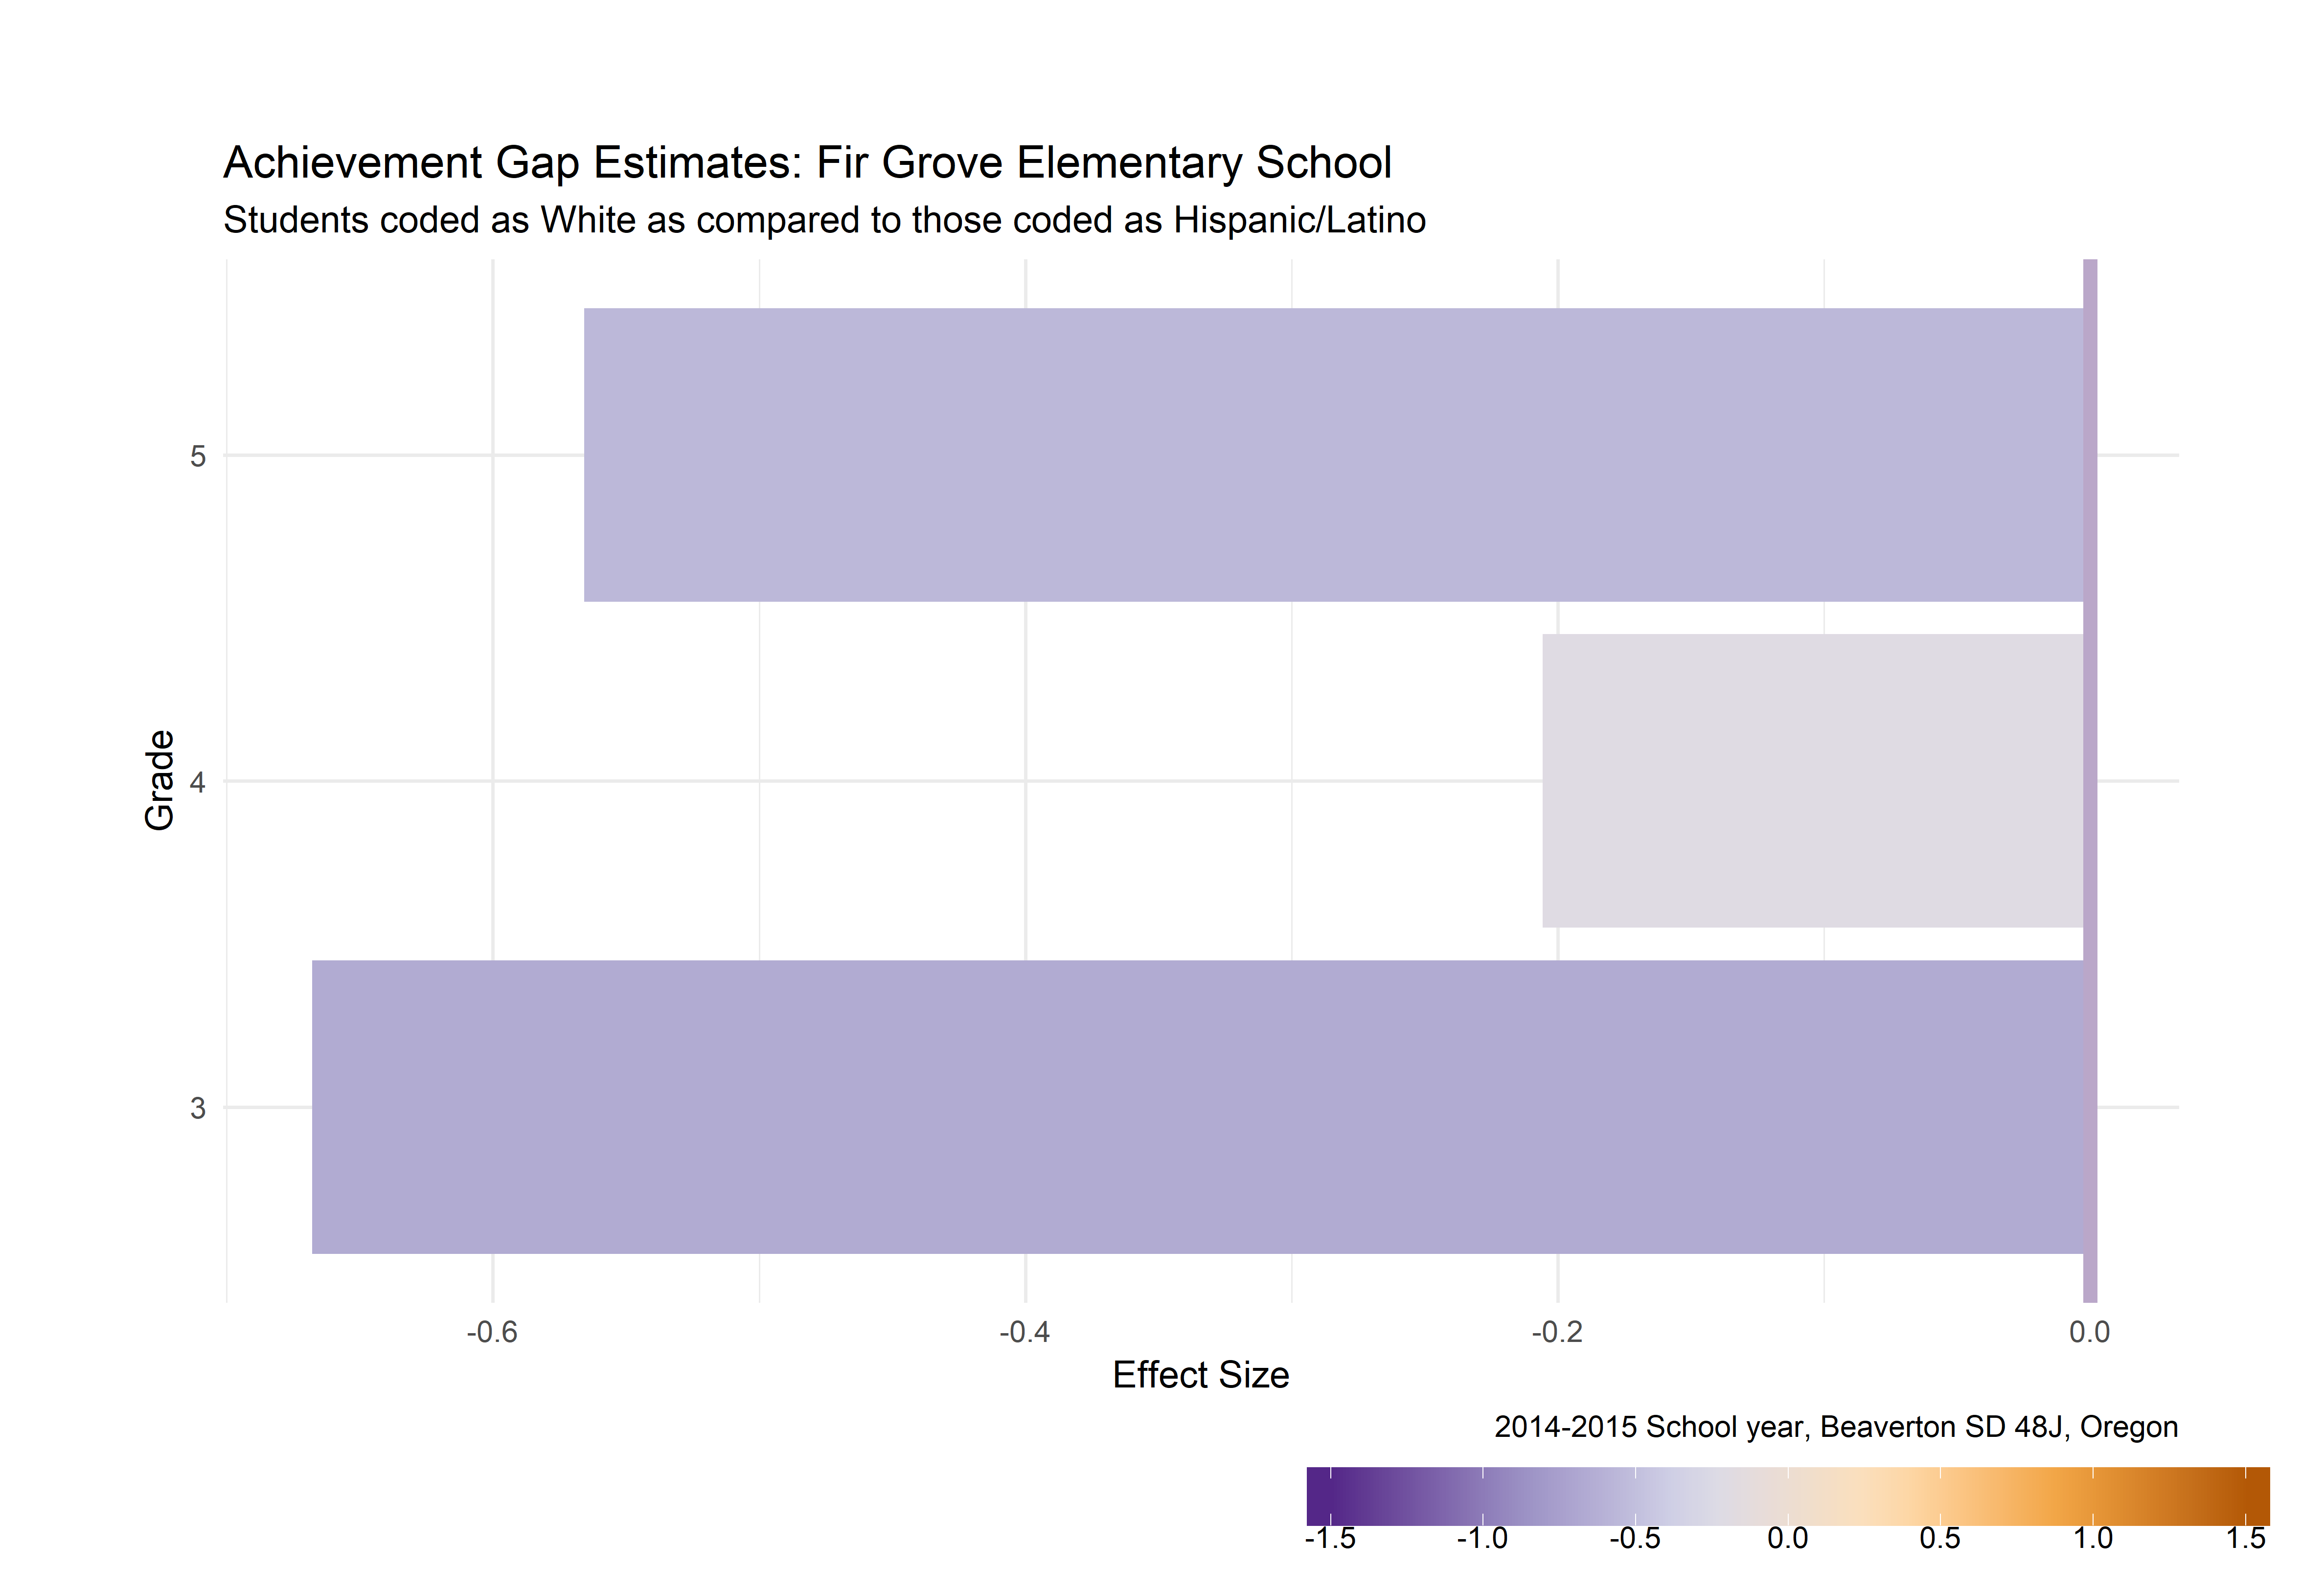 Achievement Gap Estimates: Fir Grove Elementary School
Students coded as White as compared to those coded as Hispanic/Latino
5
4
3
Grade
-0.6 -0.4 -0.2 0.0
Effect Size
2014-2015 School year, Beaverton SD 48J, Oregon
-1.5 -1.0 -0.5 0.0 0.5 1.0 1.5